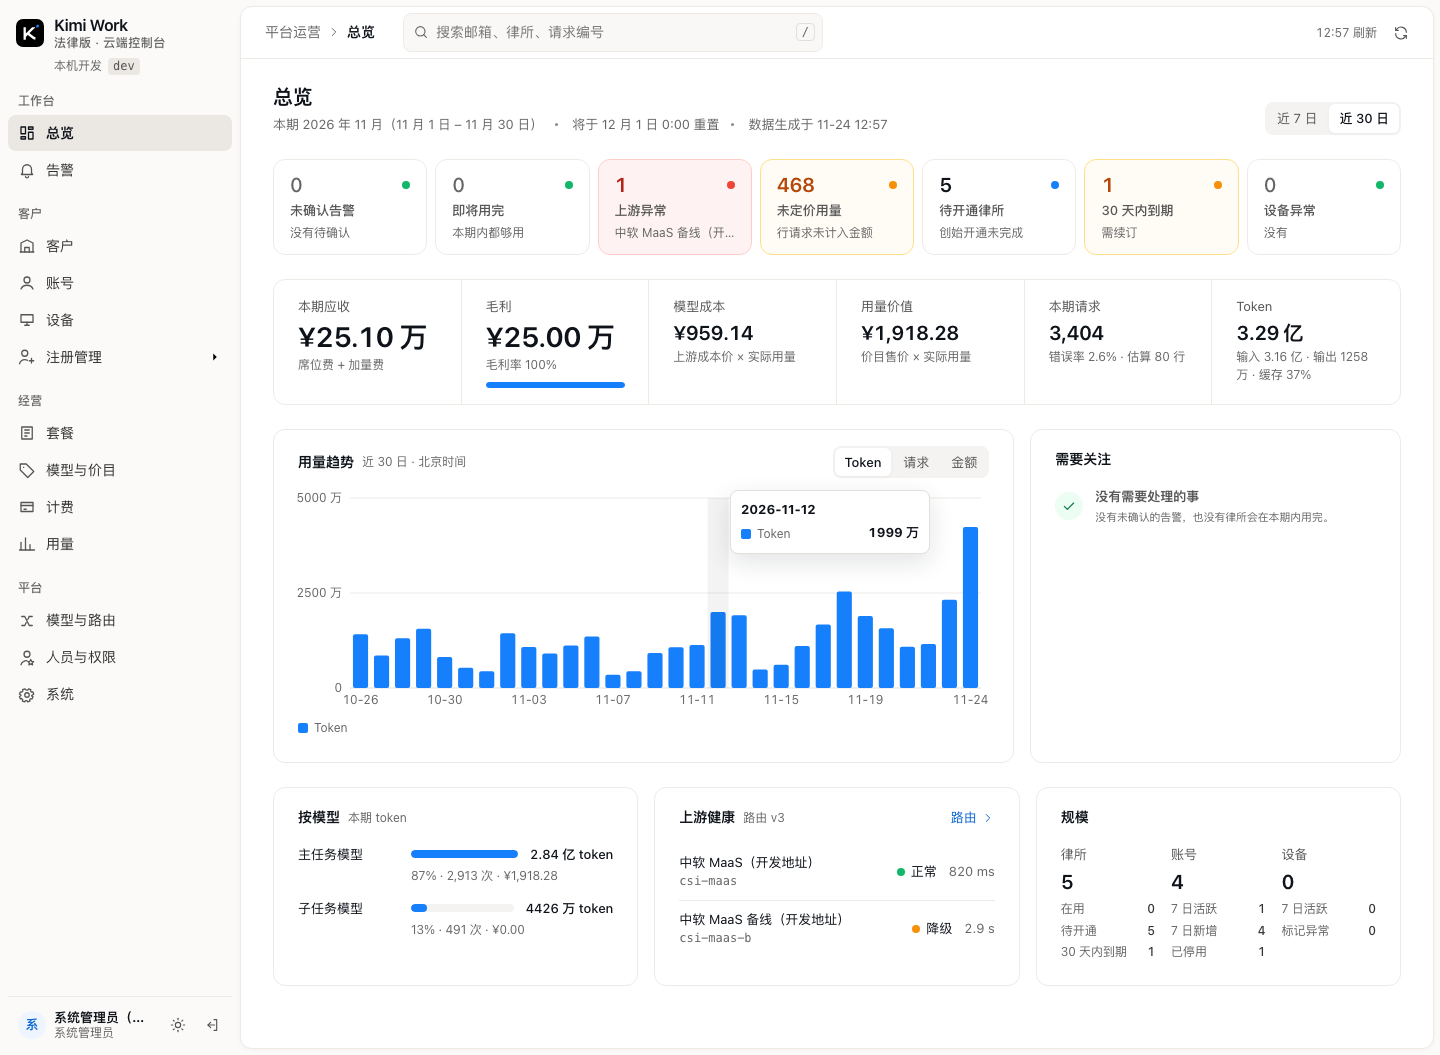 Kimi Work
法律版 · 云端控制台
本机开发 dev
工作台
总览
告警
客户
客户
账号
设备
注册管理
经营
套餐
模型与价目
计费
用量
平台
模型与路由
人员与权限
系统
系 系统管理员（...
系统管理员
平台运营 总览 搜索邮箱、律所、请求编号 / 12:57 刷新
总览
本期 2026 年 11 月（11 月 1 日 – 11 月 30 日） • 将于 12 月 1 日 0:00 重置 • 数据生成于 11-24 12:57
近 7 日 近 30 日
0
未确认告警
没有待确认
0
即将用完
本期内都够用
1
上游异常
中软 MaaS 备线（开...
468
未定价用量
行请求未计入金额
5
待开通律所
创始开通未完成
1
30 天内到期
需续订
0
设备异常
没有
本期应收
¥25.10 万
席位费 + 加量费
毛利
¥25.00 万
毛利率 100%
模型成本
¥959.14
上游成本价 × 实际用量
用量价值
¥1,918.28
价目售价 × 实际用量
本期请求
3,404
错误率 2.6% · 估算 80 行
Token
3.29 亿
输入 3.16 亿 · 输出 1258
万 · 缓存 37%
用量趋势 近 30 日 · 北京时间
Token 请求 金额
5000 万
2500 万
0
2026-11-12
Token 1999 万
10-26 10-30 11-03 11-07 11-11 11-15 11-19 11-24
Token
需要关注
没有需要处理的事
没有未确认的告警，也没有律所会在本期内用完。
按模型 本期 token
主任务模型 2.84 亿 token
87% · 2,913 次 · ¥1,918.28
子任务模型 4426 万 token
13% · 491 次 · ¥0.00
上游健康 路由 v3 路由
中软 MaaS（开发地址）
csi-maas
正常 820 ms
中软 MaaS 备线（开发地址）
csi-maas-b
降级 2.9 s
规模
律所 账号 设备
5 4 0
在用 0 7 日活跃 1 7 日活跃 0
待开通 5 7 日新增 4 标记异常 0
30 天内到期 1 已停用 1